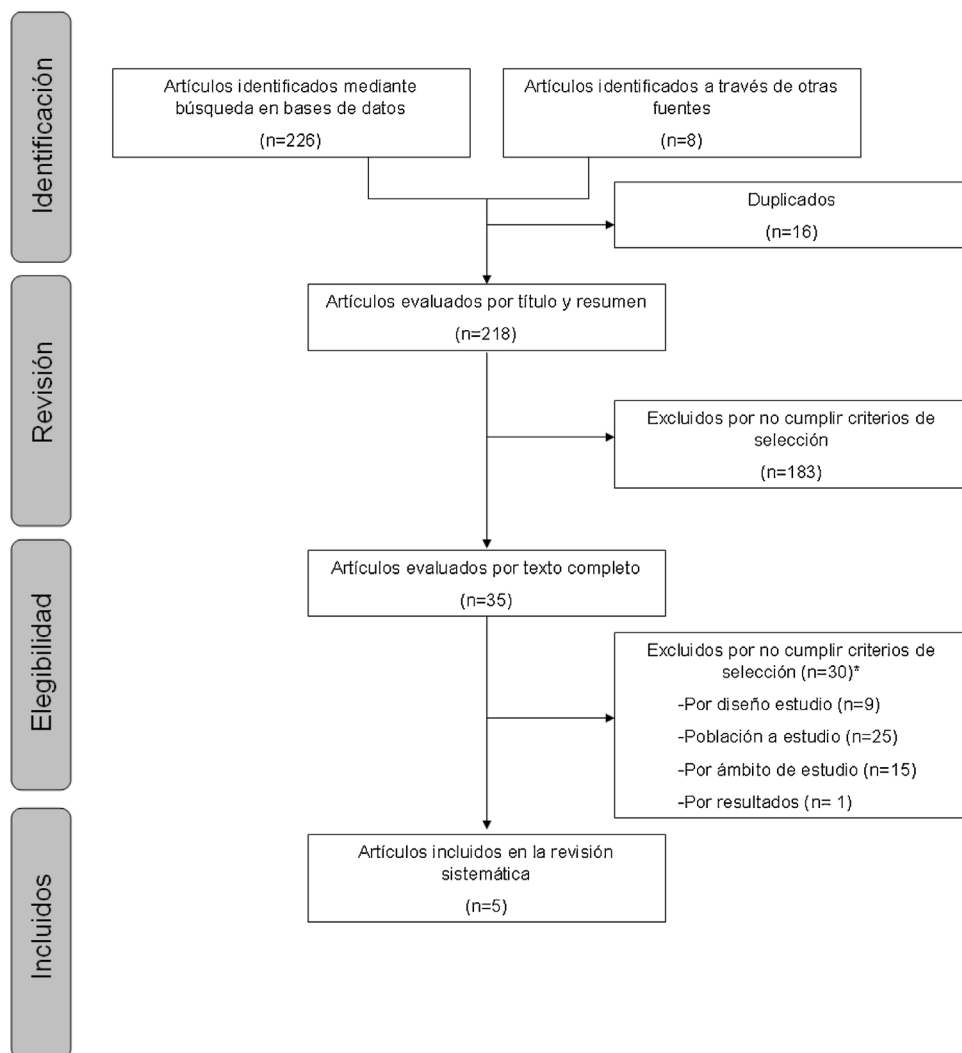 Identificación
Artículos identificados mediante
búsqueda en bases de datos
(n=226)
Artículos identificados a través de otras
fuentes
(n=8)
Duplicados
(n=16)
Revisión
Artículos evaluados por título y resumen
(n=218)
Excluidos por no cumplir criterios de
selección
(n=183)
Elegibilidad
Artículos evaluados por texto completo
(n=35)
Excluidos por no cumplir criterios de
selección (n=30)*
-Por diseño estudio (n=9)
-Población a estudio (n=25)
-Por ámbito de estudio (n=15)
-Por resultados (n= 1)
Incluidos
Artículos incluidos en la revisión
sistemática
(n=5)